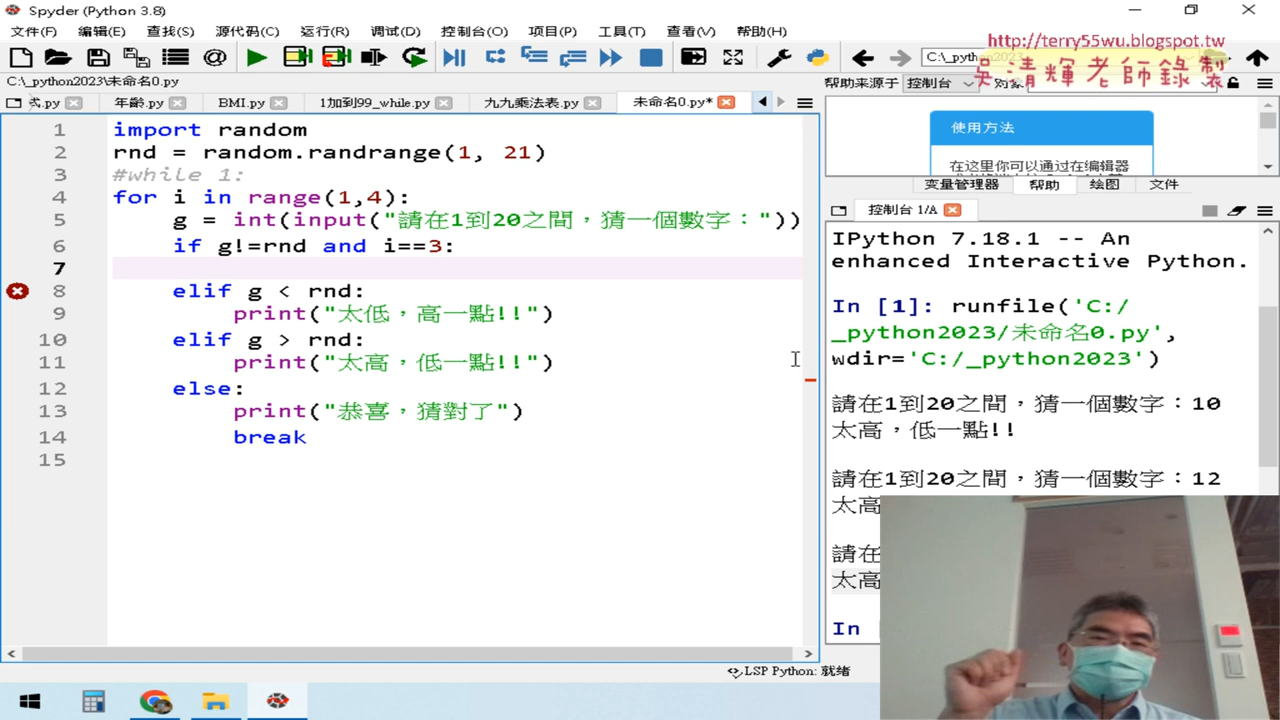 Spyder (Python 3.8)
文件(F) 编辑(E) 查找(S) 源代码(C) 运行(R) 调试(D) 控制台(O) 项目(P) 工具(T) 查看(V) 帮助(H)
http://terry55wu.blogspot.tw
吳清輝老師錄製
C:\_python2023\未命名0.py
式.py 年齡.py BMI.py 1加到99_while.py 九九乘法表.py 未命名0.py*
帮助来源于 控制台 对象
使用方法
在这里你可以通过在编辑器
变量管理器 帮助 绘图 文件
控制台 1/A
1 import random
2 rnd = random.randrange(1, 21)
3 #while 1:
4 for i in range(1,4):
5 g = int(input("請在1到20之間，猜一個數字："))
6 if g!=rnd and i==3:
7
8 elif g < rnd:
9 print("太低，高一點!!")
10 elif g > rnd:
11 print("太高，低一點!!")
12 else:
13 print("恭喜，猜對了")
14 break
15
IPython 7.18.1 -- An
enhanced Interactive Python.
In [1]: runfile('C:/
_python2023/未命名0.py',
wdir='C:/_python2023')
請在1到20之間，猜一個數字：10
太高，低一點!!
請在1到20之間，猜一個數字：12
太高
請在
太高
In
LSP Python: 就绪